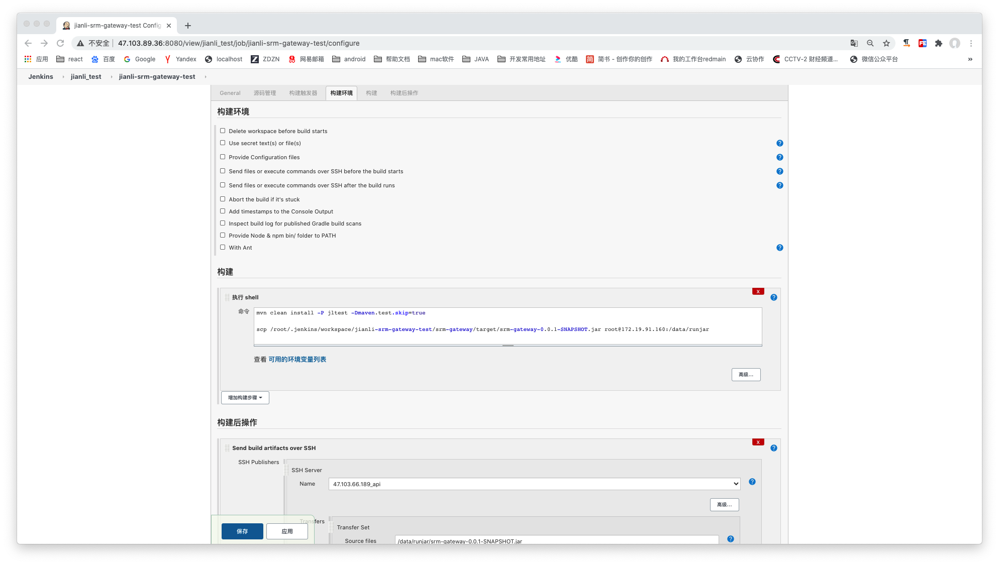 jianli-srm-gateway-test Config
不安全 47.103.89.36:8080/view/jianli_test/job/jianli-srm-gateway-test/configure
应用 react 百度 Google Yandex localhost ZDZN 网易邮箱 android 帮助文档 mac软件 JAVA 开发常用地址 优酷 简书 - 创作你的创作 我的工作台redmain 云协作 CCTV-2 财经频道... 微信公众平台 »
Jenkins jianli_test jianli-srm-gateway-test
General 源码管理 构建触发器 构建环境 构建 构建后操作
构建环境
Delete workspace before build starts
Use secret text(s) or file(s)
Provide Configuration files
Send files or execute commands over SSH before the build starts
Send files or execute commands over SSH after the build runs
Abort the build if it's stuck
Add timestamps to the Console Output
Inspect build log for published Gradle build scans
Provide Node & npm bin/ folder to PATH
With Ant
构建
X
执行 shell
命令
mvn clean install -P jltest -Dmaven.test.skip=true
scp /root/.jenkins/workspace/jianli-srm-gateway-test/srm-gateway/target/srm-gateway-0.0.1-SNAPSHOT.jar root@172.19.91.160:/data/runjar
查看 可用的环境变量列表
高级...
增加构建步骤
构建后操作
X
Send build artifacts over SSH
SSH Publishers
SSH Server
Name 47.103.66.189_api
高级...
Transfers
Transfer Set
Source files /data/runjar/srm-gateway-0.0.1-SNAPSHOT.jar
保存 应用